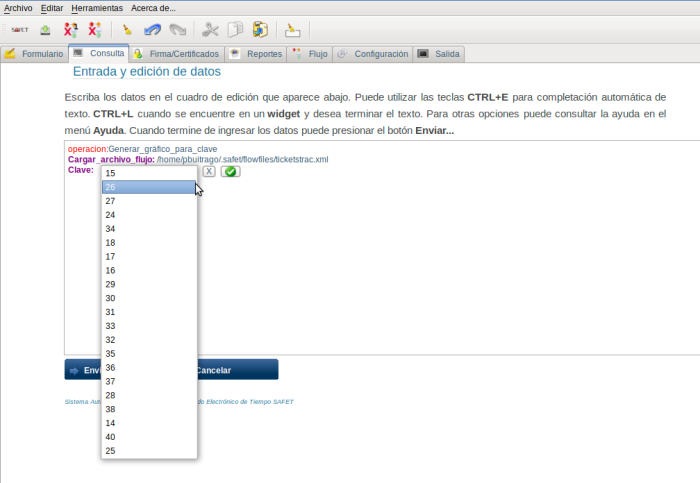 Archivo Editar Herramientas Acerca de...
SAFET
Formulario Consulta Firma/Certificados Reportes Flujo Configuración Salida
Entrada y edición de datos
Escriba los datos en el cuadro de edición que aparece abajo. Puede utilizar las teclas CTRL+E para completación automática de
texto. CTRL+L cuando se encuentre en un widget y desea terminar el texto. Para otras opciones puede consultar la ayuda en el
menú Ayuda. Cuando termine de ingresar los datos puede presionar el botón Enviar...
operacion:Generar_gráfico_para_clave
Cargar_archivo_flujo: /home/pbuitrago/.safet/flowfiles/ticketstrac.xml
Clave: X
15
26
27
24
34
18
17
16
29
30
31
33
32
35
36
37
28
38
14
40
25
Envi Cancelar
Sistema Aut do Electrónico de Tiempo SAFET